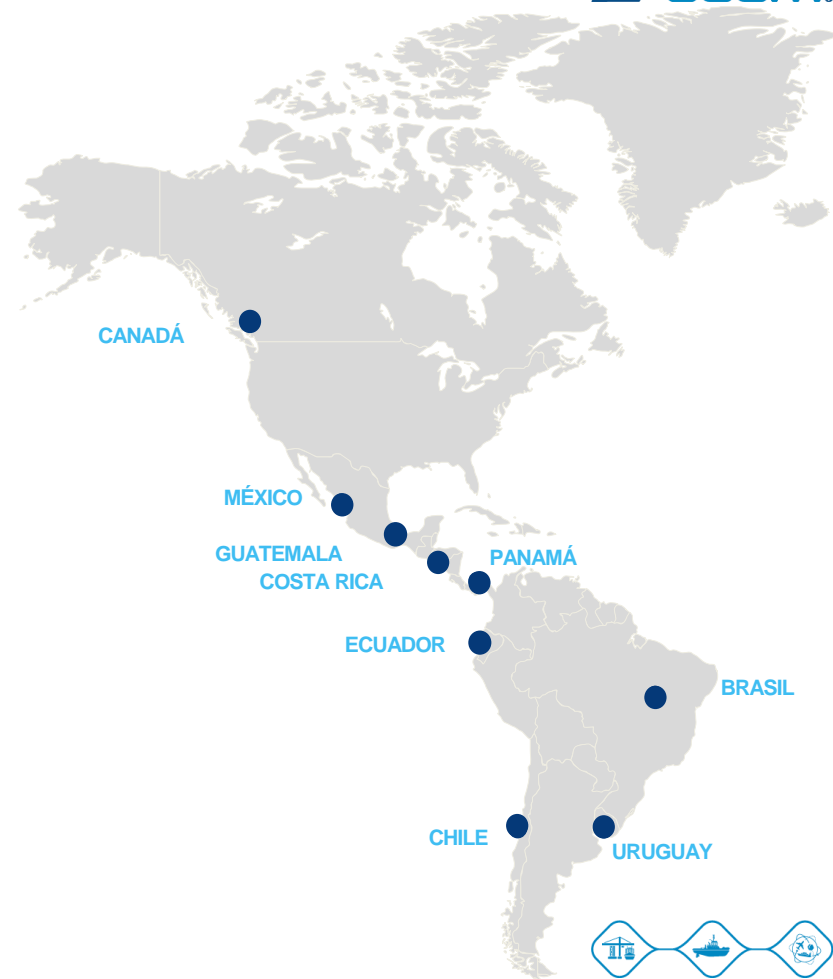 CANADÁ
MÉXICO
GUATEMALA
PANAMÁ
COSTA RICA
ECUADOR
BRASIL
CHILE
URUGUAY